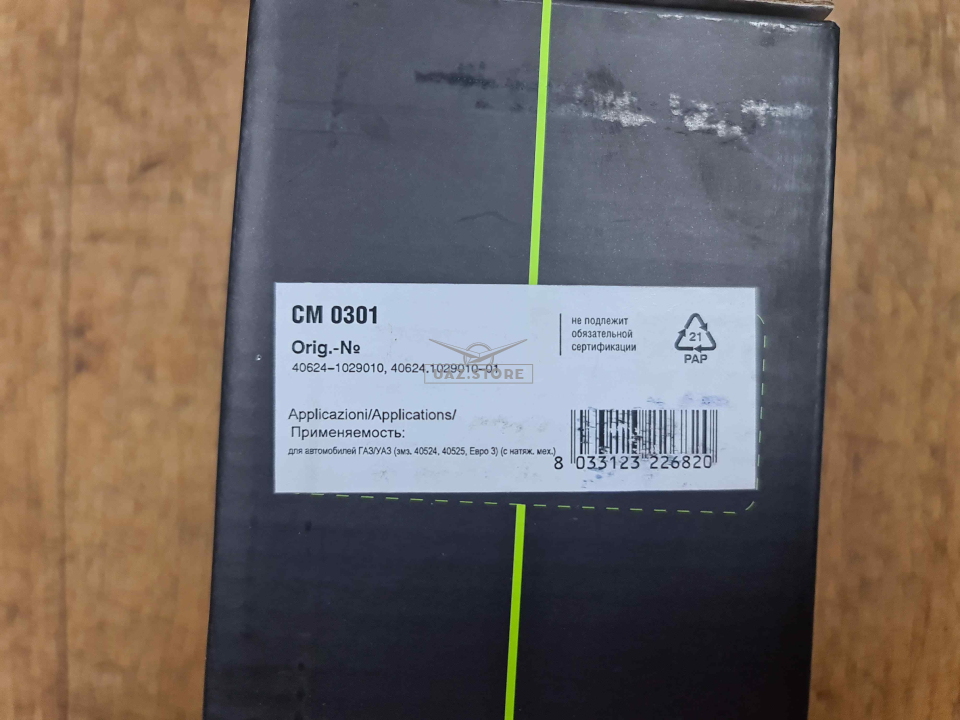 CM 0301
Orig.-№
40624-1029010, 40624.1029010-01
UAZ.STORE
не подлежит
обязательной
сертификации
21
PAP
Applicazioni/Applications/
Применяемость:
для автомобилей ГАЗ/УАЗ (змз. 40524, 40525, Евро 3) (с натяж. мех.)
8 033123 226820